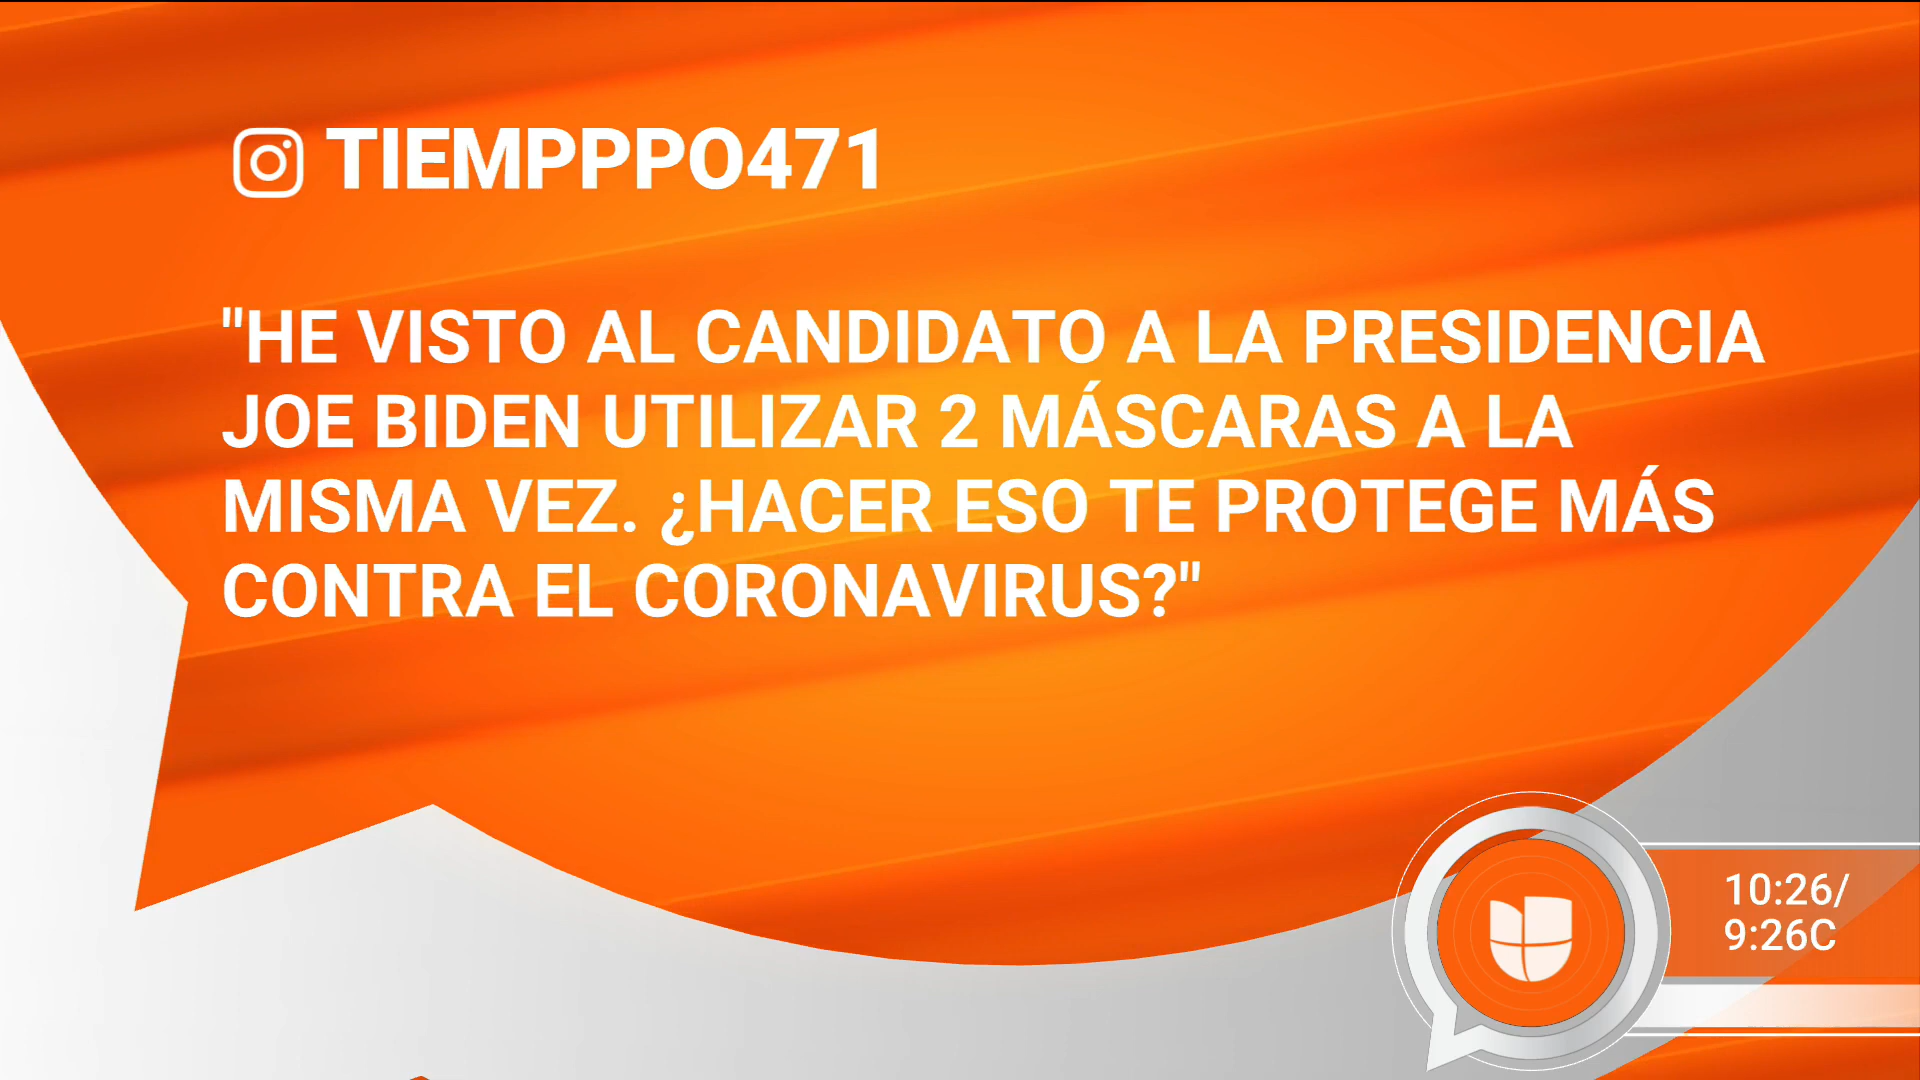 TIEMPPPO471
"HE VISTO AL CANDIDATO A LA PRESIDENCIA
JOE BIDEN UTILIZAR 2 MÁSCARAS A LA
MISMA VEZ. ¿HACER ESO TE PROTEGE MÁS
CONTRA EL CORONAVIRUS?"
10:26/
9:26C